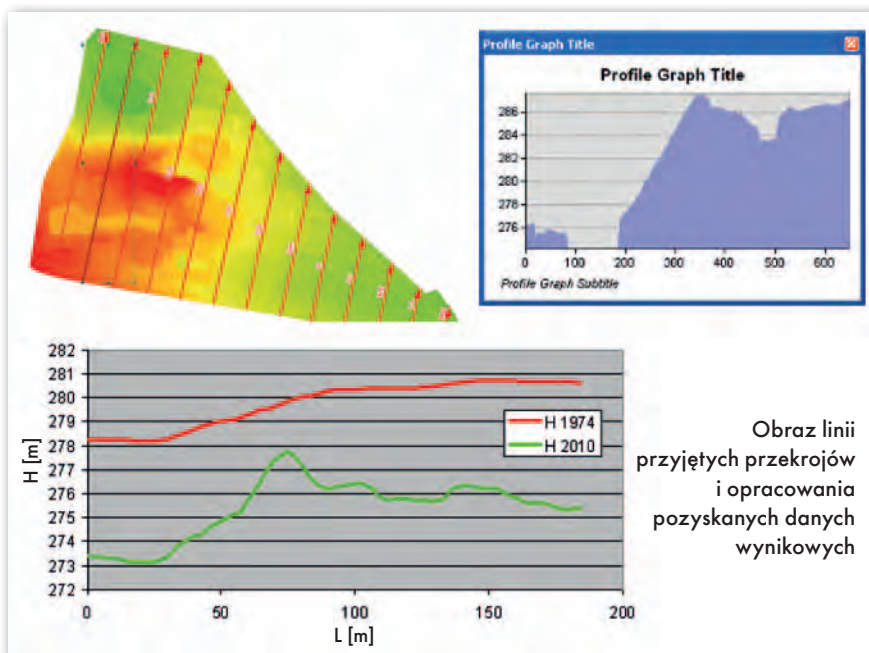 Profile Graph Title
Profile Graph Title
286
284
282
280
278
276
0 100 200 300 400 500 600
Profile Graph Subtitle
282
281
280
279
278
277
276
275
274
273
272
H [m]
H 1974
H 2010
0 50 100 150 200
L [m]
Obraz linii
przyjętych przekrojów
i opracowania
pozyskanych danych
wynikowych